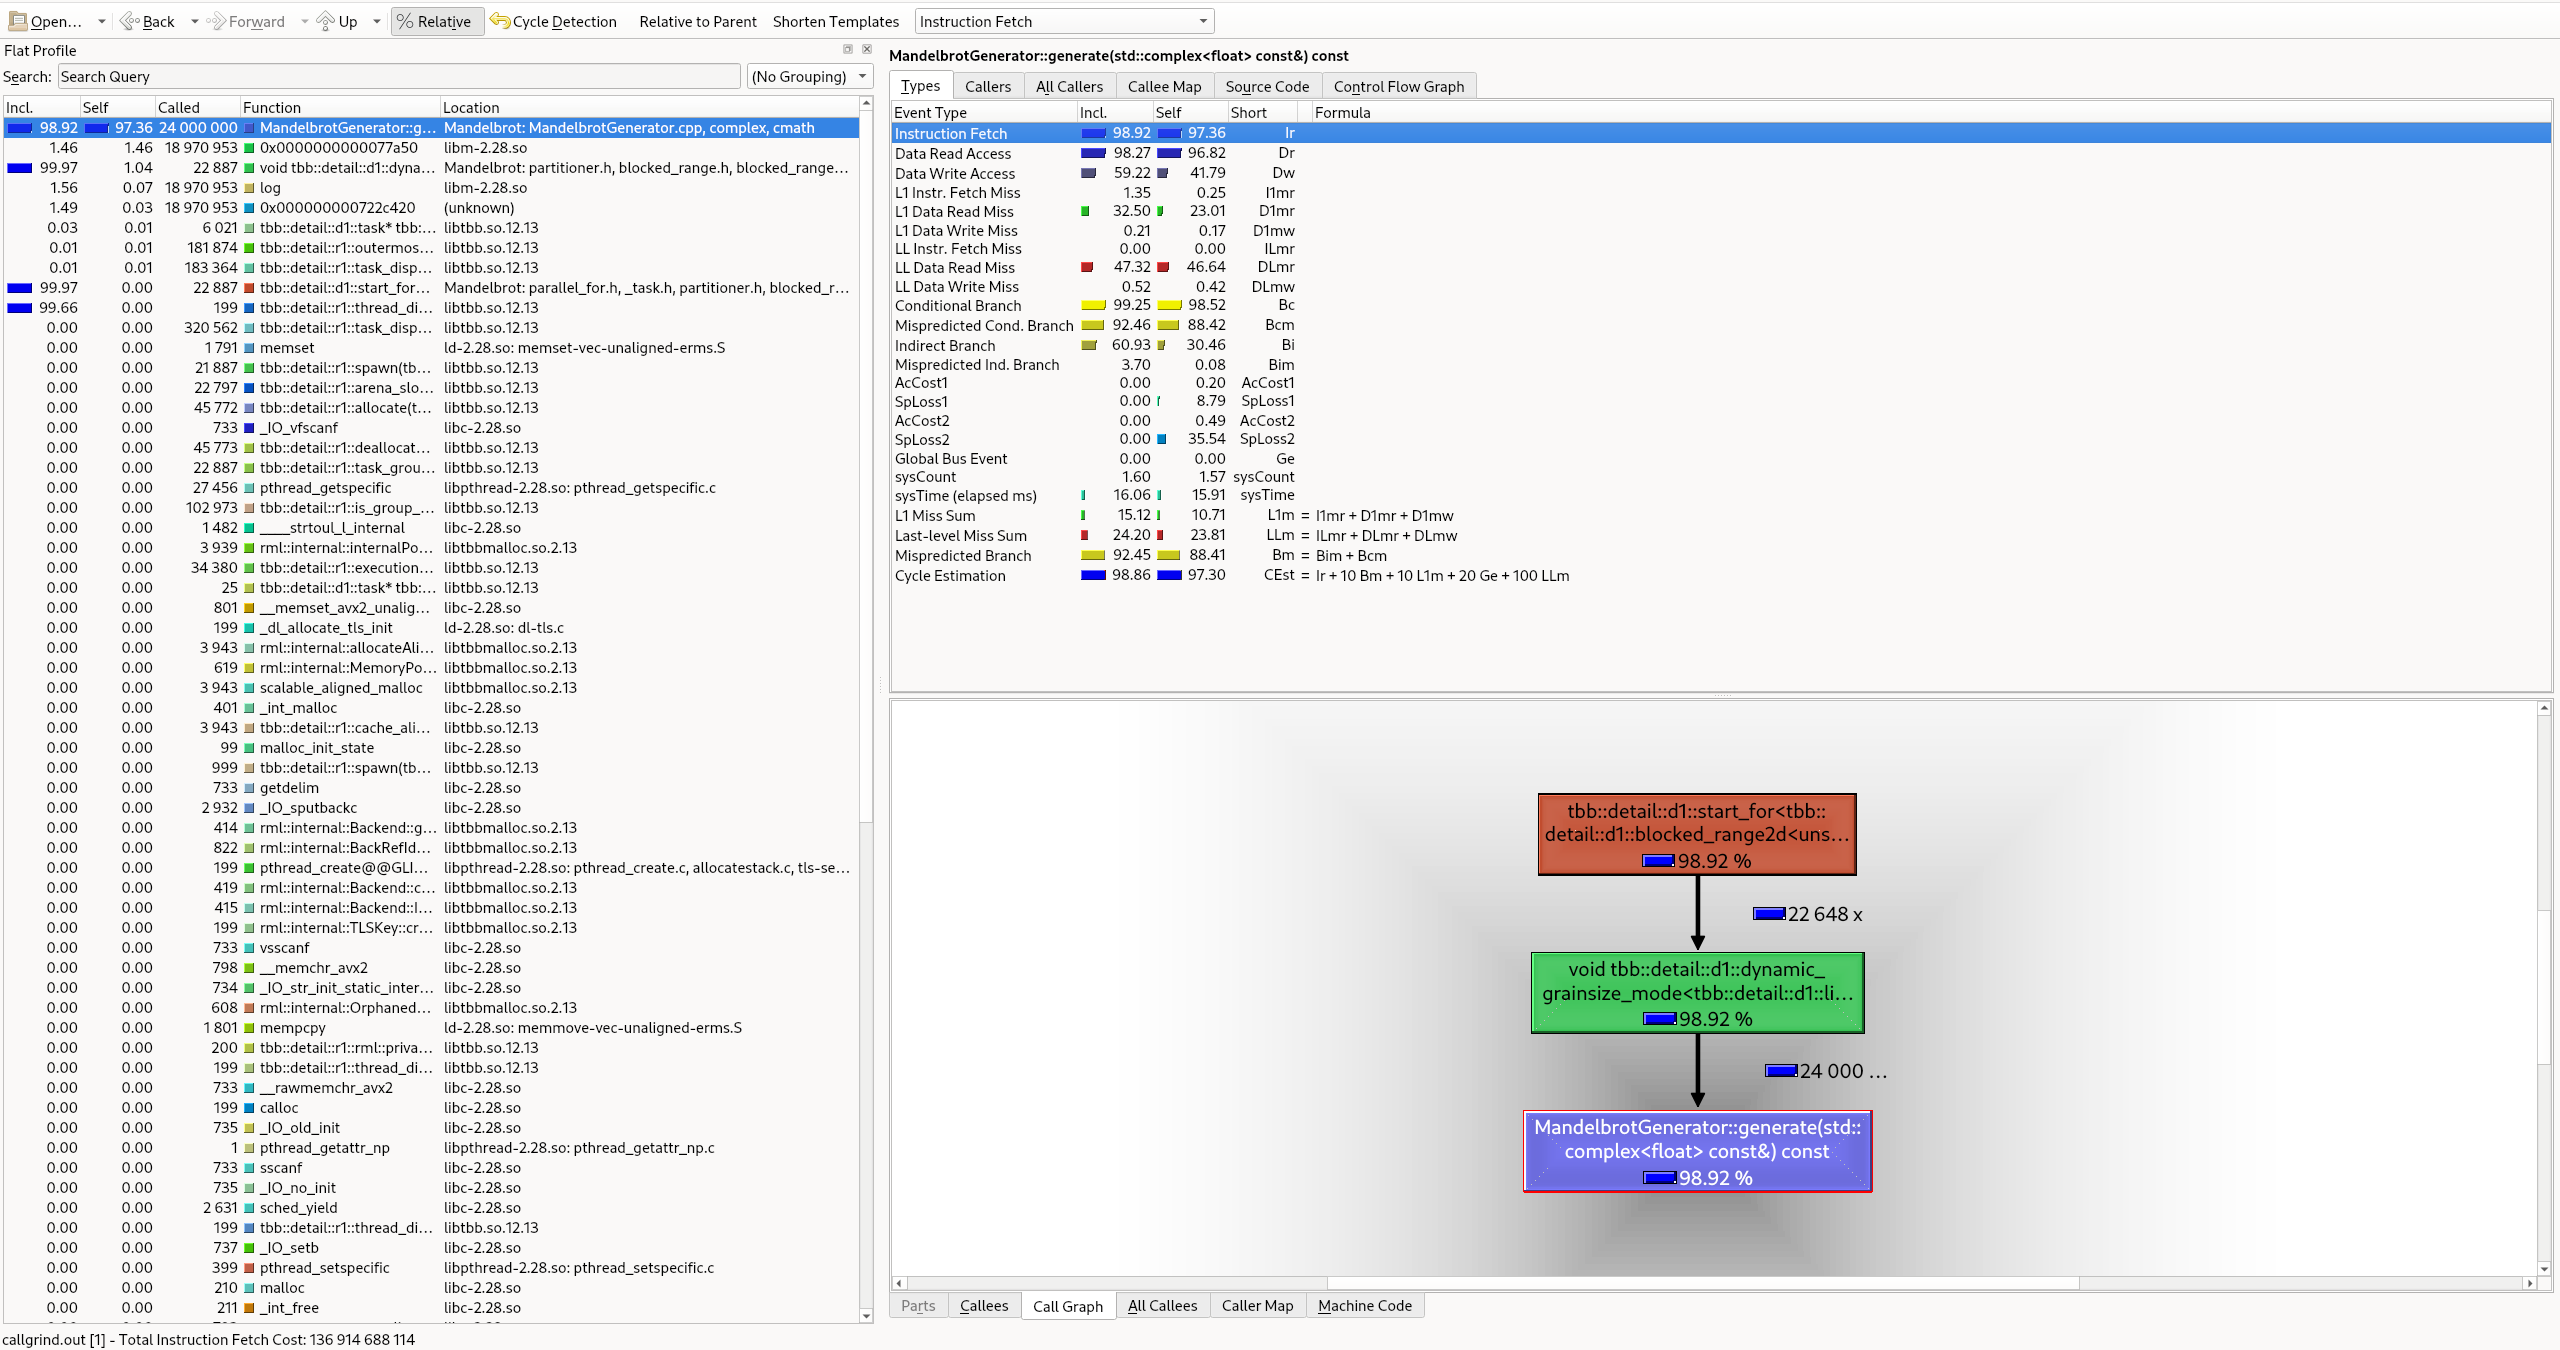 Open... Back Forward Up Relative Cycle Detection Relative to Parent Shorten Templates Instruction Fetch
Flat Profile
Search: Search Query (No Grouping)
Incl. Self Called Function Location
98.92 97.36 24 000 000 MandelbrotGenerator::g... Mandelbrot: MandelbrotGenerator.cpp, complex, cmath
1.46 1.46 18 970 953 0x0000000000077a50 libm-2.28.so
99.97 1.04 22 887 void tbb::detail::d1::dyna... Mandelbrot: partitioner.h, blocked_range.h, blocked_range...
1.56 0.07 18 970 953 log libm-2.28.so
1.49 0.03 18 970 953 0x000000000722c420 (unknown)
0.03 0.01 6 021 tbb::detail::d1::task* tbb:... libtbb.so.12.13
0.01 0.01 181 874 tbb::detail::r1::outermos... libtbb.so.12.13
0.01 0.01 183 364 tbb::detail::r1::task_disp... libtbb.so.12.13
99.97 0.00 22 887 tbb::detail::d1::start_for... Mandelbrot: parallel_for.h, _task.h, partitioner.h, blocked_r...
99.66 0.00 199 tbb::detail::r1::thread_di... libtbb.so.12.13
0.00 0.00 320 562 tbb::detail::r1::task_disp... libtbb.so.12.13
0.00 0.00 1 791 memset ld-2.28.so: memset-vec-unaligned-erms.S
0.00 0.00 21 887 tbb::detail::r1::spawn(tb... libtbb.so.12.13
0.00 0.00 22 797 tbb::detail::r1::arena_slo... libtbb.so.12.13
0.00 0.00 45 772 tbb::detail::r1::allocate(t... libtbb.so.12.13
0.00 0.00 733 _IO_vfscanf libc-2.28.so
0.00 0.00 45 773 tbb::detail::r1::deallocat... libtbb.so.12.13
0.00 0.00 22 887 tbb::detail::r1::task_grou... libtbb.so.12.13
0.00 0.00 27 456 pthread_getspecific libpthread-2.28.so: pthread_getspecific.c
0.00 0.00 102 973 tbb::detail::r1::is_group_... libtbb.so.12.13
0.00 0.00 1 482 ____strtoul_l_internal libc-2.28.so
0.00 0.00 3 939 rml::internal::internalPo... libtbbmalloc.so.2.13
0.00 0.00 34 380 tbb::detail::r1::execution... libtbb.so.12.13
0.00 0.00 25 tbb::detail::d1::task* tbb:... libtbb.so.12.13
0.00 0.00 801 __memset_avx2_unalig... libc-2.28.so
0.00 0.00 199 _dl_allocate_tls_init ld-2.28.so: dl-tls.c
0.00 0.00 3 943 rml::internal::allocateAli... libtbbmalloc.so.2.13
0.00 0.00 619 rml::internal::MemoryPo... libtbbmalloc.so.2.13
0.00 0.00 3 943 scalable_aligned_malloc libtbbmalloc.so.2.13
0.00 0.00 401 _int_malloc libc-2.28.so
0.00 0.00 3 943 tbb::detail::r1::cache_ali... libtbb.so.12.13
0.00 0.00 99 malloc_init_state libc-2.28.so
0.00 0.00 999 tbb::detail::r1::spawn(tb... libtbb.so.12.13
0.00 0.00 733 getdelim libc-2.28.so
0.00 0.00 2 932 _IO_sputbackc libc-2.28.so
0.00 0.00 414 rml::internal::Backend::g... libtbbmalloc.so.2.13
0.00 0.00 822 rml::internal::BackRefId... libtbbmalloc.so.2.13
0.00 0.00 199 pthread_create@@GLI... libpthread-2.28.so: pthread_create.c, allocatestack.c, tls-se...
0.00 0.00 419 rml::internal::Backend::c... libtbbmalloc.so.2.13
0.00 0.00 415 rml::internal::Backend::I... libtbbmalloc.so.2.13
0.00 0.00 199 rml::internal::TLSKey::cr... libtbbmalloc.so.2.13
0.00 0.00 733 vsscanf libc-2.28.so
0.00 0.00 798 __memchr_avx2 libc-2.28.so
0.00 0.00 734 _IO_str_init_static_inter... libc-2.28.so
0.00 0.00 608 rml::internal::Orphaned... libtbbmalloc.so.2.13
0.00 0.00 1 801 mempcpy ld-2.28.so: memmove-vec-unaligned-erms.S
0.00 0.00 200 tbb::detail::r1::rml::priva... libtbb.so.12.13
0.00 0.00 199 tbb::detail::r1::thread_di... libtbb.so.12.13
0.00 0.00 733 __rawmemchr_avx2 libc-2.28.so
0.00 0.00 199 calloc libc-2.28.so
0.00 0.00 735 _IO_old_init libc-2.28.so
0.00 0.00 1 pthread_getattr_np libpthread-2.28.so: pthread_getattr_np.c
0.00 0.00 733 sscanf libc-2.28.so
0.00 0.00 735 _IO_no_init libc-2.28.so
0.00 0.00 2 631 sched_yield libc-2.28.so
0.00 0.00 199 tbb::detail::r1::thread_di... libtbb.so.12.13
0.00 0.00 737 _IO_setb libc-2.28.so
0.00 0.00 399 pthread_setspecific libpthread-2.28.so: pthread_setspecific.c
0.00 0.00 210 malloc libc-2.28.so
0.00 0.00 211 _int_free libc-2.28.so
MandelbrotGenerator::generate(std::complex<float> const&) const
Types Callers All Callers Callee Map Source Code Control Flow Graph
Event Type Incl. Self Short Formula
Instruction Fetch 98.92 97.36 Ir
Data Read Access 98.27 96.82 Dr
Data Write Access 59.22 41.79 Dw
L1 Instr. Fetch Miss 1.35 0.25 I1mr
L1 Data Read Miss 32.50 23.01 D1mr
L1 Data Write Miss 0.21 0.17 D1mw
LL Instr. Fetch Miss 0.00 0.00 ILmr
LL Data Read Miss 47.32 46.64 DLmr
LL Data Write Miss 0.52 0.42 DLmw
Conditional Branch 99.25 98.52 Bc
Mispredicted Cond. Branch 92.46 88.42 Bcm
Indirect Branch 60.93 30.46 Bi
Mispredicted Ind. Branch 3.70 0.08 Bim
AcCost1 0.00 0.20 AcCost1
SpLoss1 0.00 8.79 SpLoss1
AcCost2 0.00 0.49 AcCost2
SpLoss2 0.00 35.54 SpLoss2
Global Bus Event 0.00 0.00 Ge
sysCount 1.60 1.57 sysCount
sysTime (elapsed ms) 16.06 15.91 sysTime
L1 Miss Sum 15.12 10.71 L1m = I1mr + D1mr + D1mw
Last-level Miss Sum 24.20 23.81 LLm = ILmr + DLmr + DLmw
Mispredicted Branch 92.45 88.41 Bm = Bim + Bcm
Cycle Estimation 98.86 97.30 CEst = Ir + 10 Bm + 10 L1m + 20 Ge + 100 LLm
tbb::detail::d1::start_for<tbb::
detail::d1::blocked_range2d<uns...
98.92 %
22 648 x
void tbb::detail::d1::dynamic_
grainsize_mode<tbb::detail::d1::li...
98.92 %
24 000 ...
MandelbrotGenerator::generate(std::
complex<float> const&) const
98.92 %
Parts Callees Call Graph All Callees Caller Map Machine Code
callgrind.out [1] - Total Instruction Fetch Cost: 136 914 688 114